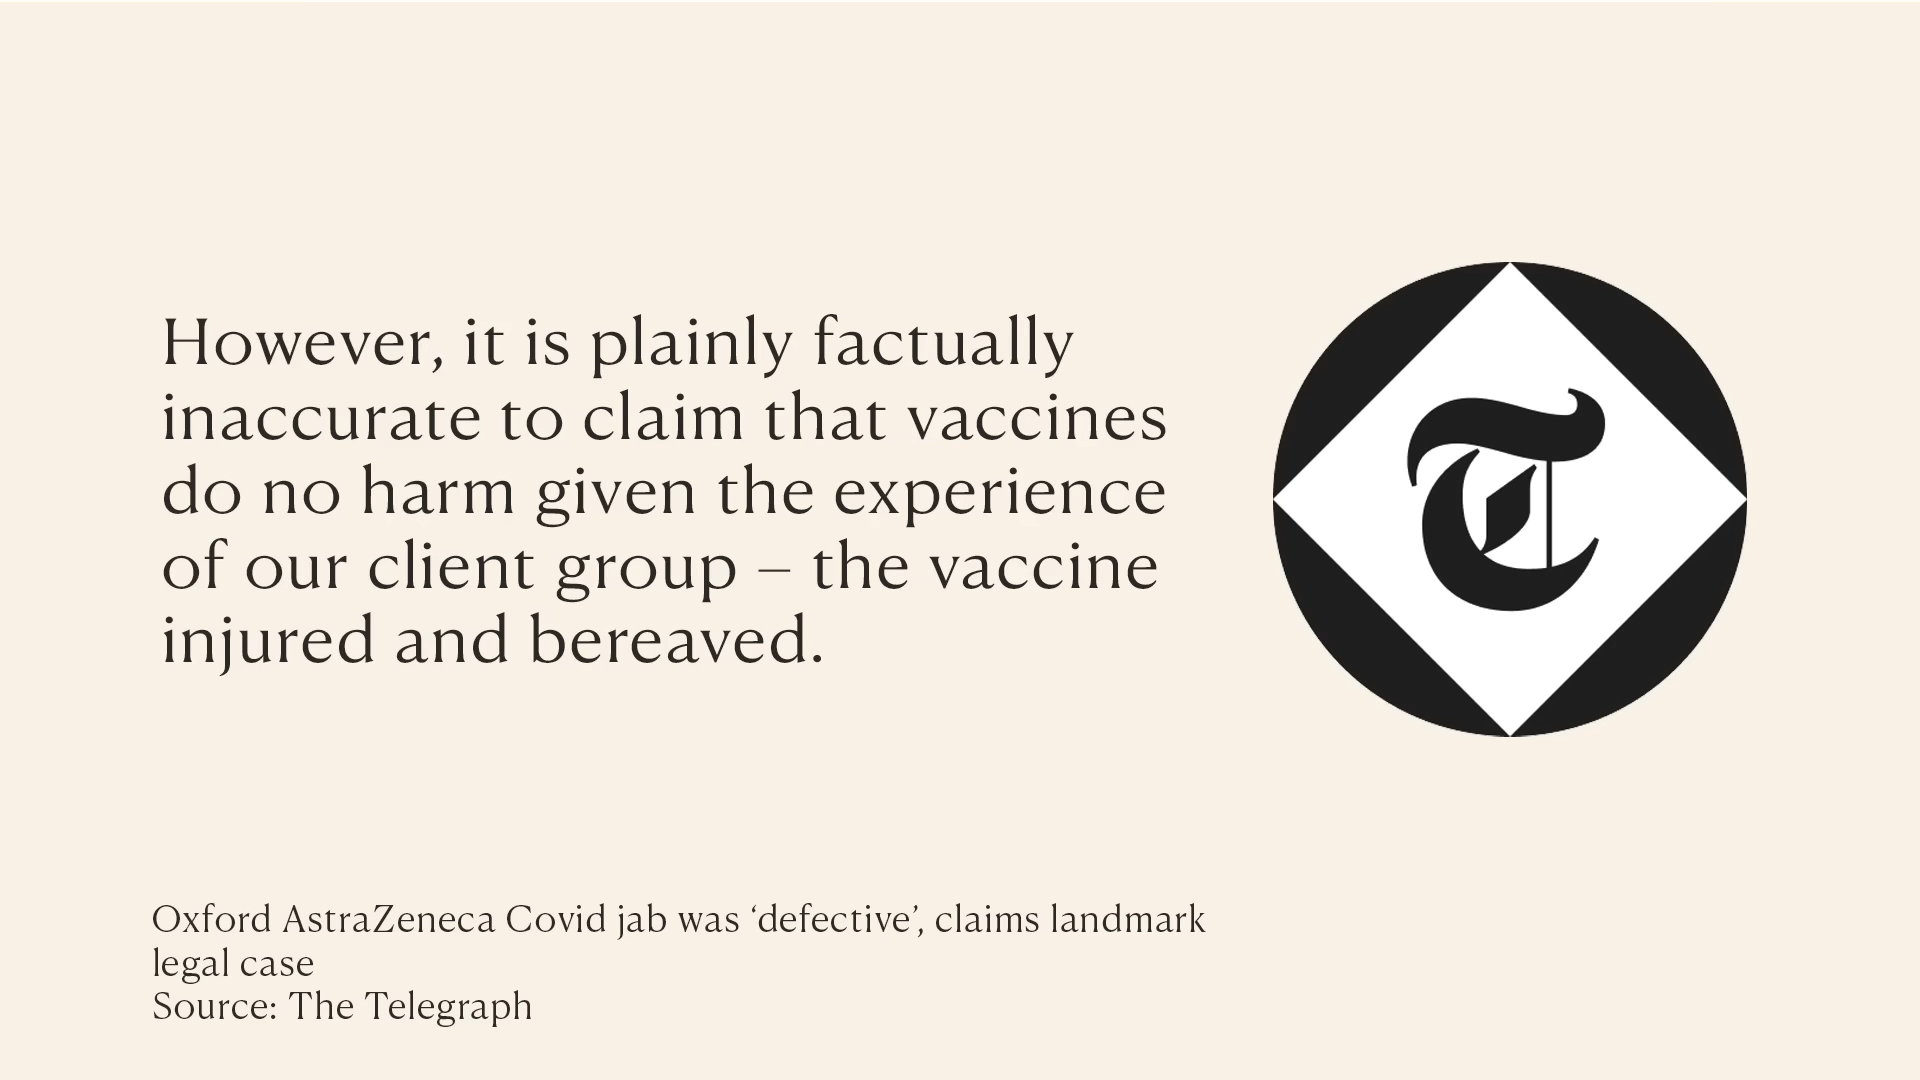 However, it is plainly factually
inaccurate to claim that vaccines
do no harm given the experience
of our client group – the vaccine
injured and bereaved.
T
Oxford AstraZeneca Covid jab was ‘defective’, claims landmark
legal case
Source: The Telegraph